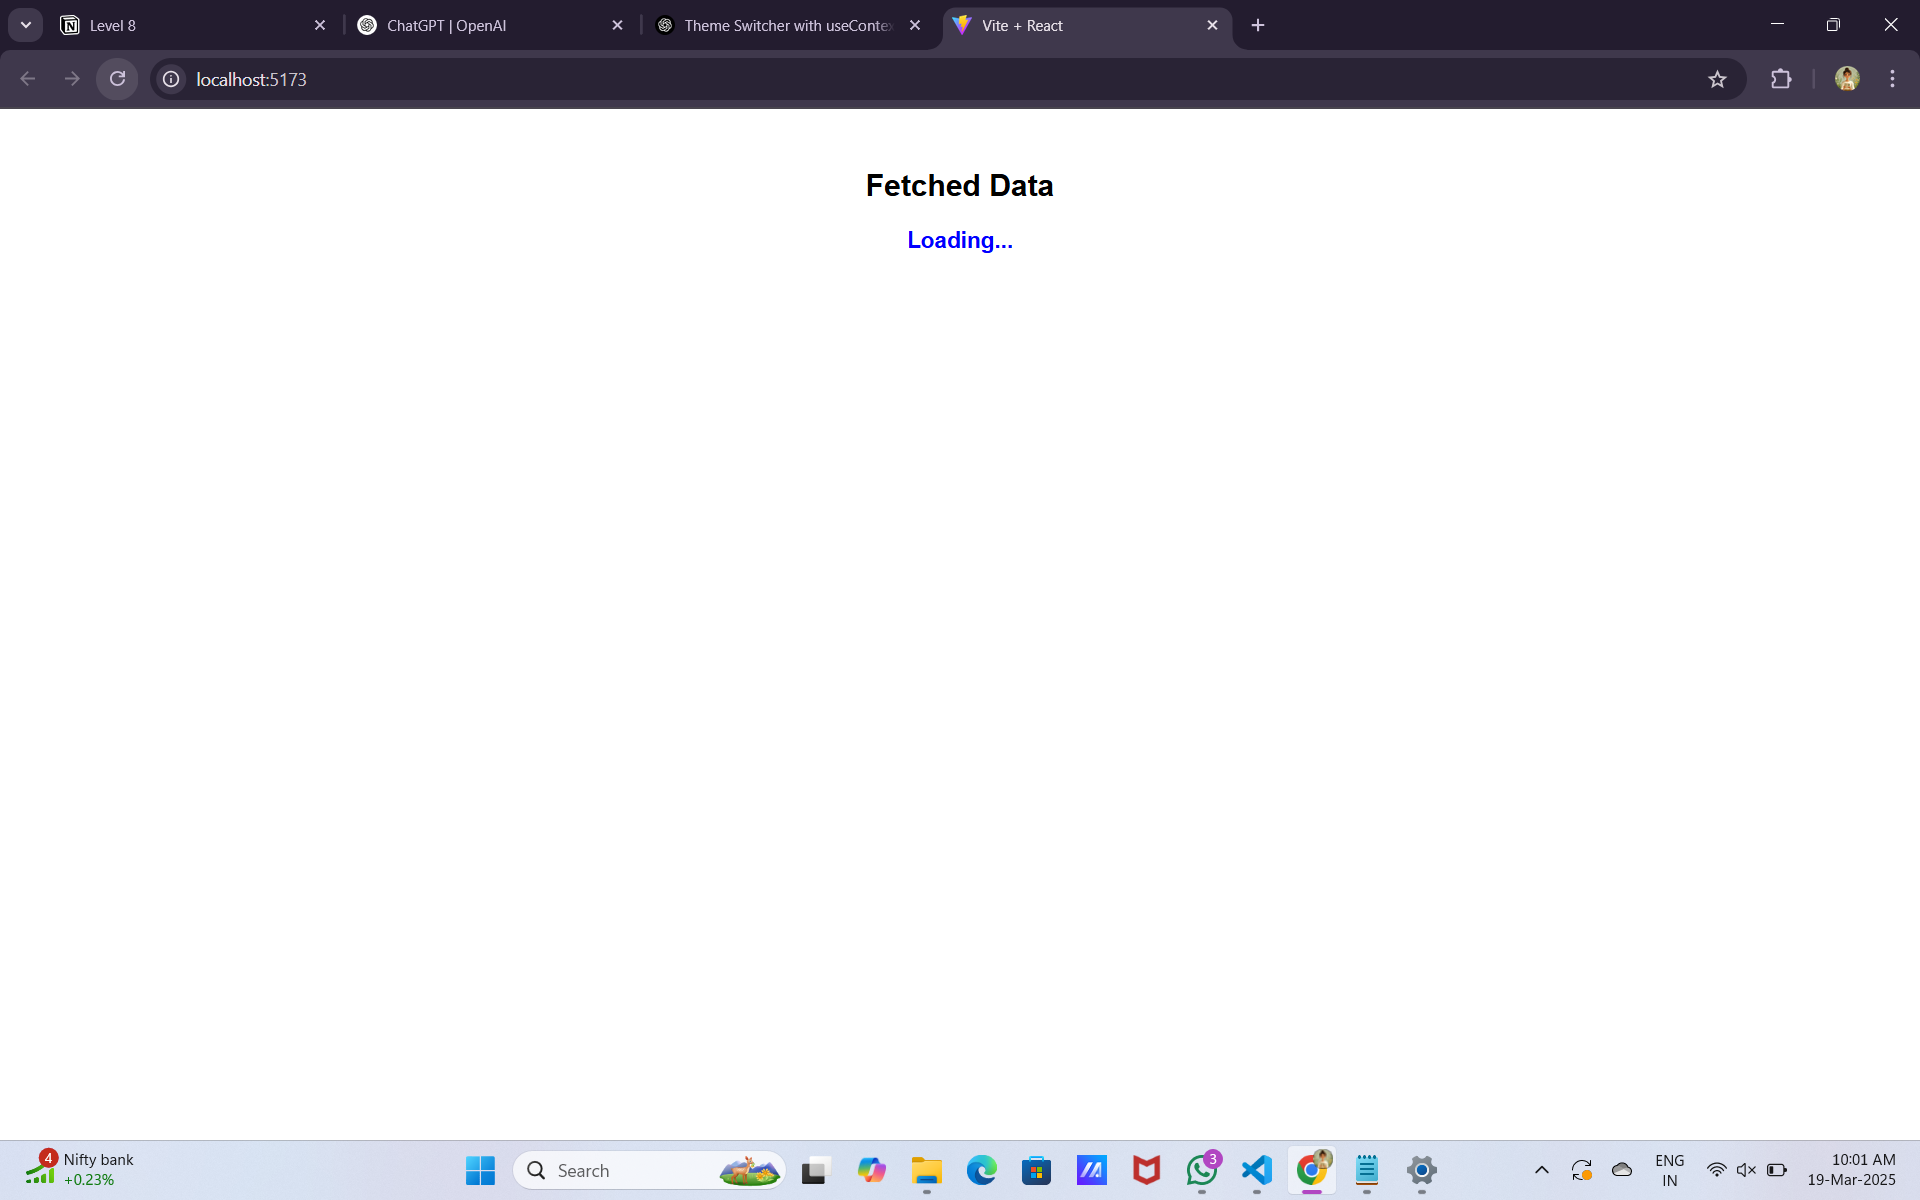 Level 8
ChatGPT | OpenAI
Theme Switcher with useContex
Vite + React
localhost:5173
Fetched Data
Loading...
4
Nifty bank
+0.23%
Search
3
ENG
IN
10:01 AM
19-Mar-2025